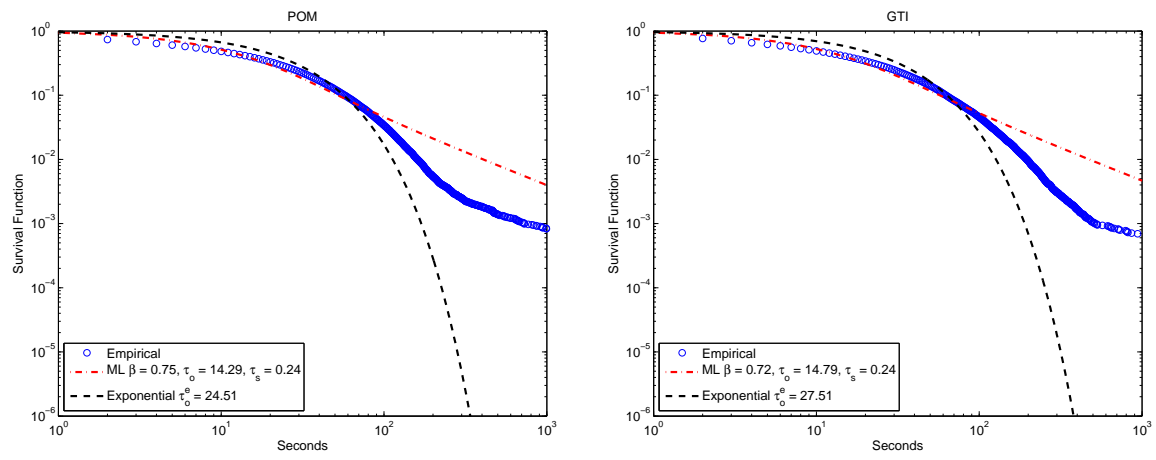 POM
10^0
10^-1
10^-2
10^-3
10^-4
10^-5
10^-6
Survival Function
Empirical
ML β = 0.75, τ_o = 14.29, τ_s = 0.24
Exponential τ_o^e = 24.51
10^0
10^1
10^2
10^3
Seconds
GTI
10^0
10^-1
10^-2
10^-3
10^-4
10^-5
10^-6
Survival Function
Empirical
ML β = 0.72, τ_o = 14.79, τ_s = 0.24
Exponential τ_o^e = 27.51
10^0
10^1
10^2
10^3
Seconds